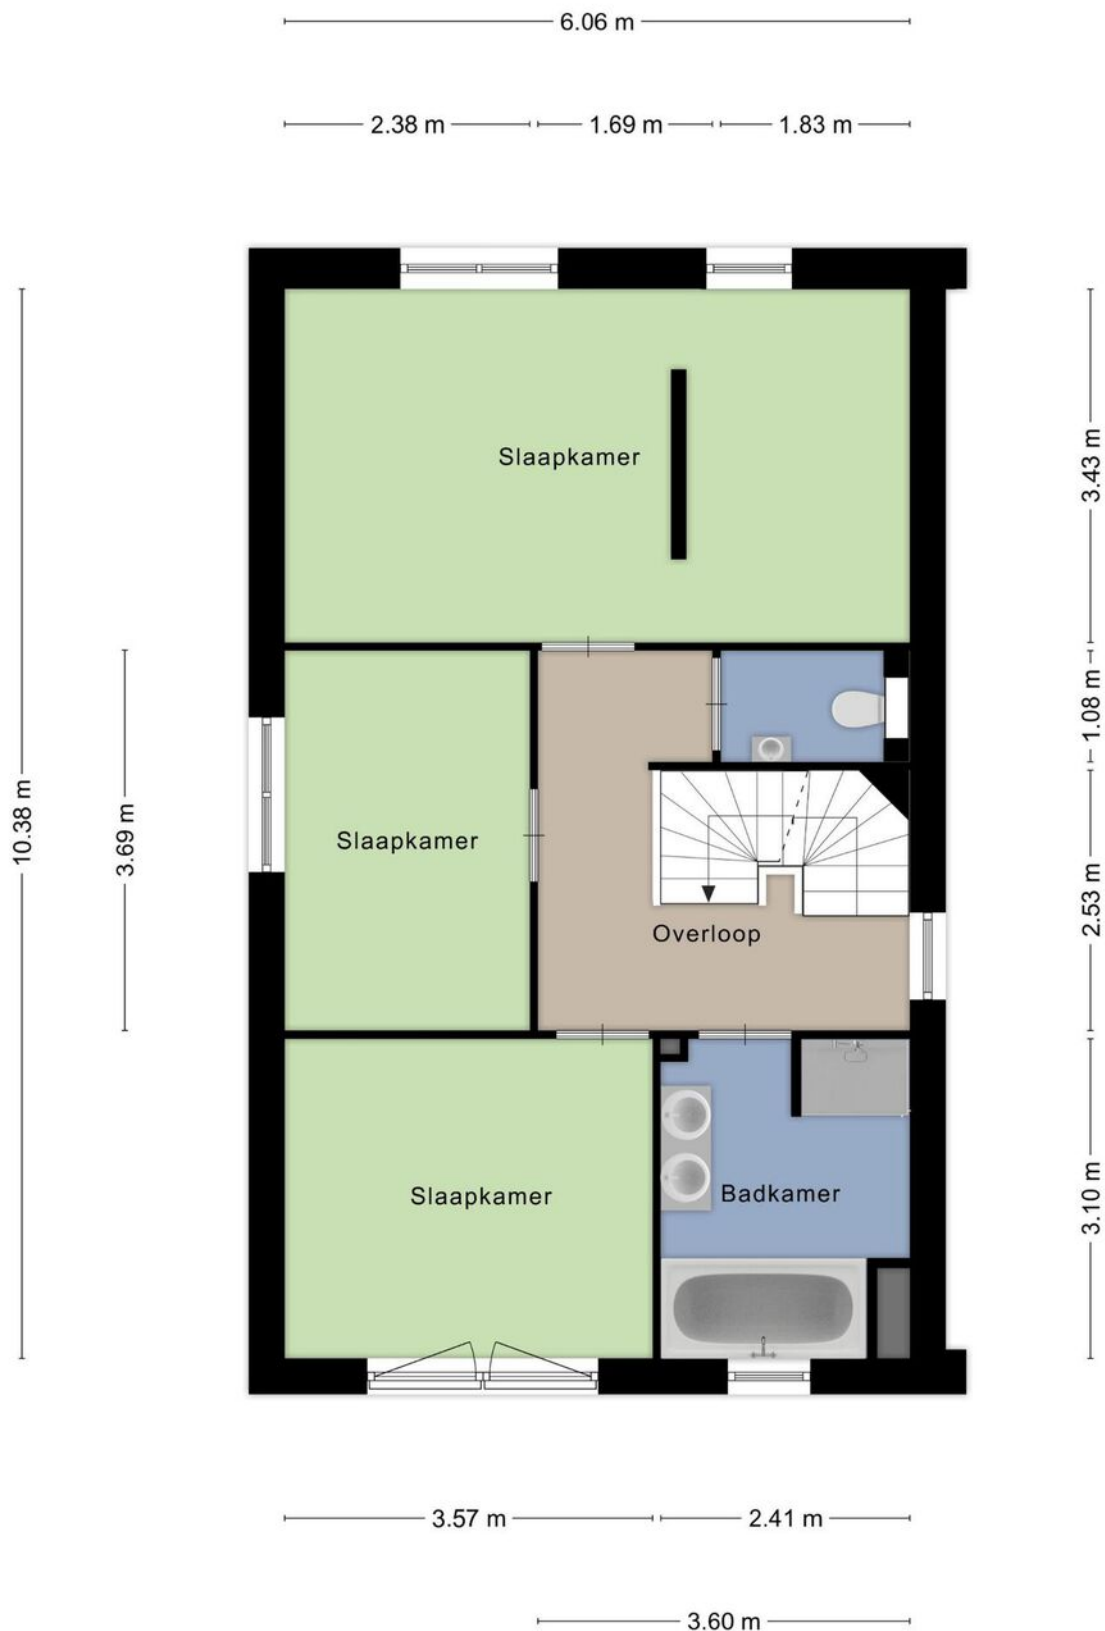 6.06 m
2.38 m
1.69 m
1.83 m
Slaapkamer
3.43 m
1.08 m
10.38 m
3.69 m
Slaapkamer
2.53 m
Overloop
Slaapkamer
Badkamer
3.10 m
3.57 m
2.41 m
3.60 m